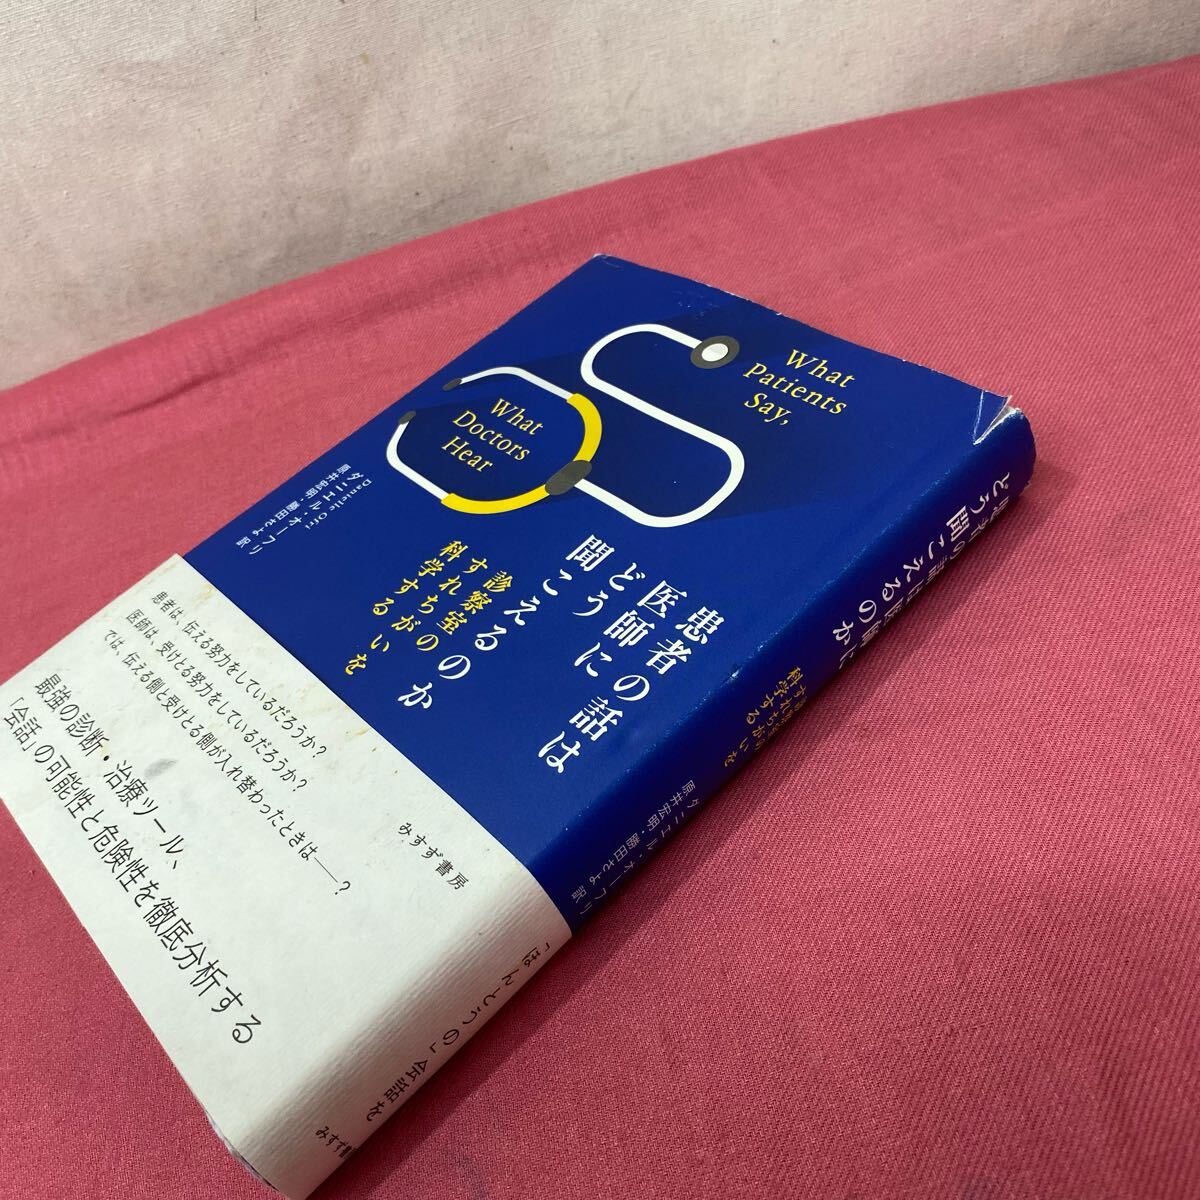 What
Patients
Say,
What
Doctors
Hear
患者の話は
医師に
どう
聞こえるのか
診察室の
すれちがいを
科学する
Danielle Ofri
ダニエル・オーフリ
原井宏明・勝田さよ 訳
みすず書房
患者は、伝える努力をしているだろうか?
医師は、受けとる努力をしているだろうか?
では、伝える側と受けとる側が入れ替わったときは——?
最強の診断・治療ツール、
「会話」の可能性と危険性を徹底分析する
どう聞こえるのか
すれちがいを
科学する
ダニエル・オーフリ
原井宏明・勝田さよ 訳
「ほんとうの」会話を
みすず